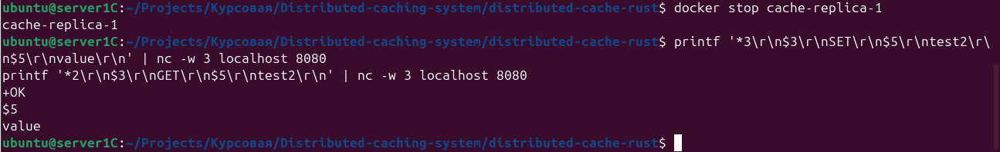 ubuntu@server1C:~/Projects/Курсовая/Distributed-caching-system/distributed-cache-rust$ docker stop cache-replica-1
cache-replica-1
ubuntu@server1C:~/Projects/Курсовая/Distributed-caching-system/distributed-cache-rust$ printf '*3\r\n$3\r\nSET\r\n$5\r\ntest2\r\
n$5\r\nvalue\r\n' | nc -w 3 localhost 8080
printf '*2\r\n$3\r\nGET\r\n$5\r\ntest2\r\n' | nc -w 3 localhost 8080
+OK
$5
value
ubuntu@server1C:~/Projects/Курсовая/Distributed-caching-system/distributed-cache-rust$